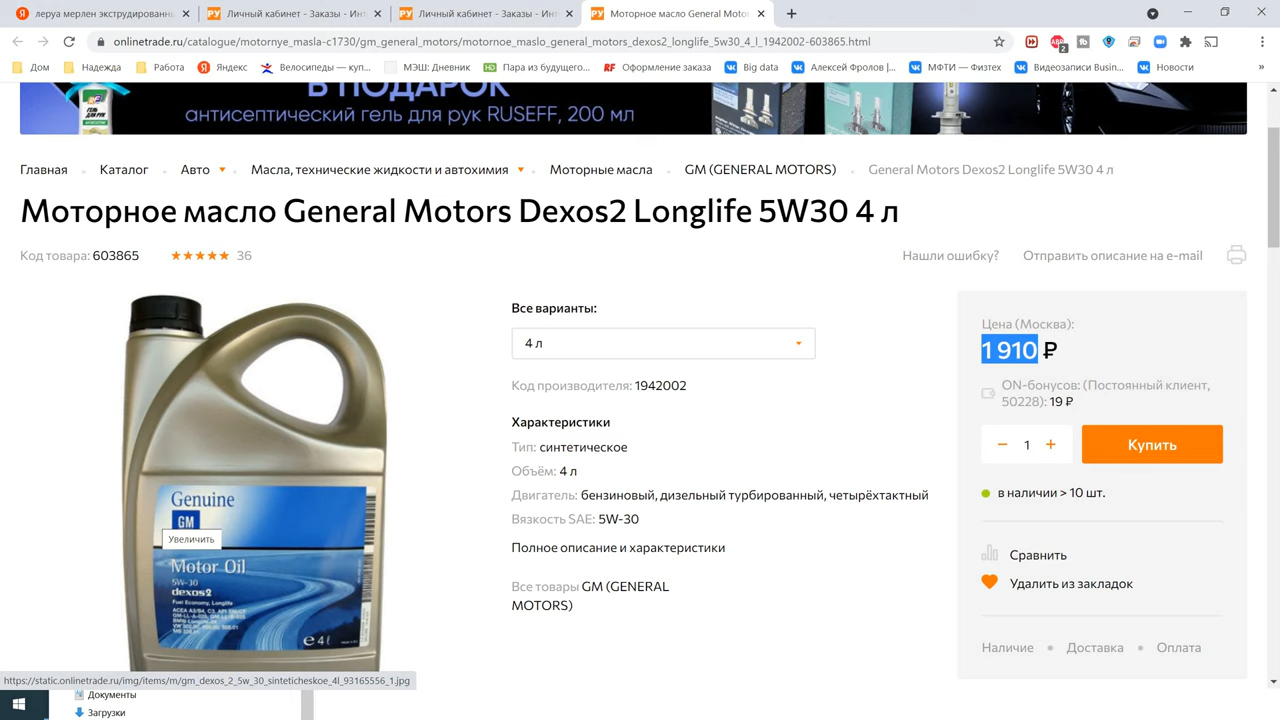 леруа мерлен экструдированны
Личный кабинет - Заказы - Инт
Личный кабинет - Заказы - Инт
Моторное масло General Motor
onlinetrade.ru/catalogue/motornye_masla-c1730/gm_general_motors/motornoe_maslo_general_motors_dexos2_longlife_5w30_4_l_1942002-603865.html
Дом
Надежда
Работа
Яндекс
Велосипеды — куп...
МЭШ: Дневник
Пара из будущего...
Оформление заказа
Big data
Алексей Фролов |...
МФТИ — Физтех
Видеозаписи Busin...
Новости
В ПОДАРОК
антисептический гель для рук RUSEFF, 200 мл
Главная
Каталог
Авто
Масла, технические жидкости и автохимия
Моторные масла
GM (GENERAL MOTORS)
General Motors Dexos2 Longlife 5W30 4 л
Моторное масло General Motors Dexos2 Longlife 5W30 4 л
Код товара: 603865
36
Нашли ошибку?
Отправить описание на e-mail
Genuine
GM
Увеличить
Motor Oil
5W-30
dexos2
Fuel Economy, Longlife
e 4ℓ
Все варианты:
4 л
Код производителя: 1942002
Характеристики
Тип: синтетическое
Объём: 4 л
Двигатель: бензиновый, дизельный турбированный, четырёхтактный
Вязкость SAE: 5W-30
Полное описание и характеристики
Все товары GM (GENERAL
MOTORS)
Цена (Москва):
1 910 ₽
ON-бонусов: (Постоянный клиент,
50228): 19 ₽
− 1 +
Купить
в наличии > 10 шт.
Сравнить
Удалить из закладок
Наличие
Доставка
Оплата
https://static.onlinetrade.ru/img/items/m/gm_dexos_2_5w_30_sinteticheskoe_4l_93165556_1.jpg
Документы
Загрузки